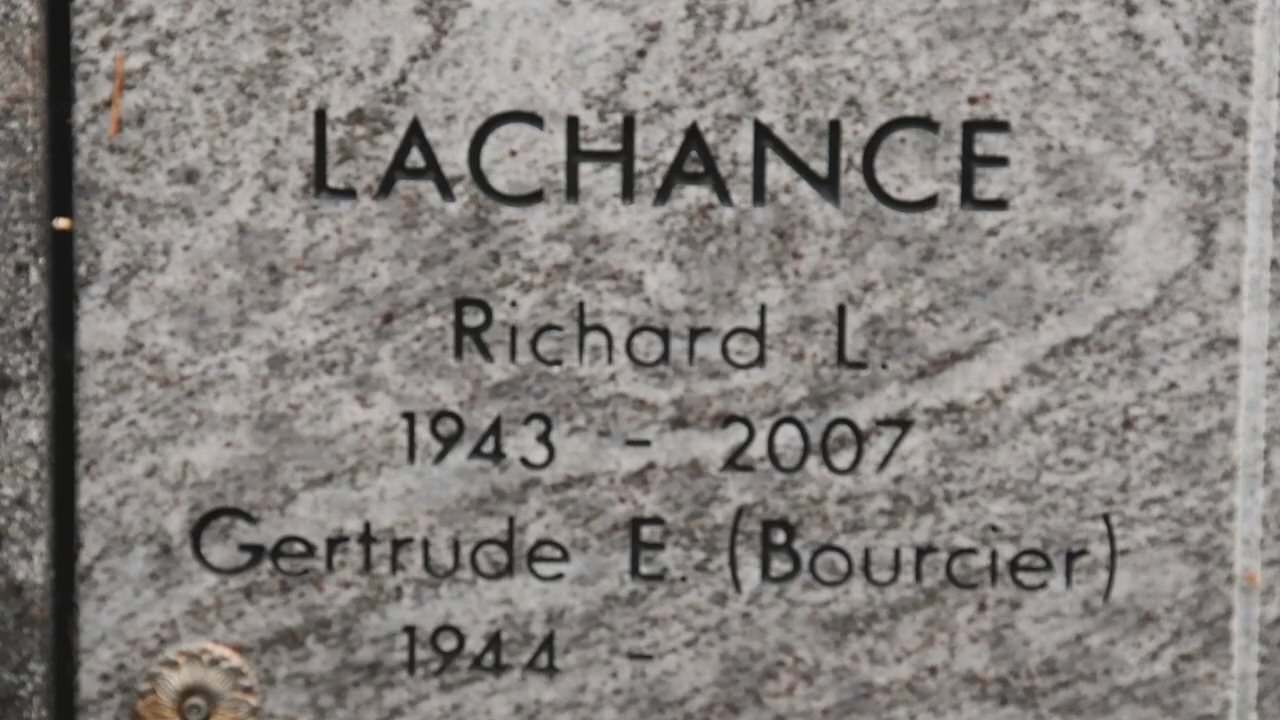 LACHANCE
Richard L.
1943 - 2007
Gertrude E. (Bourcier)
1944 -